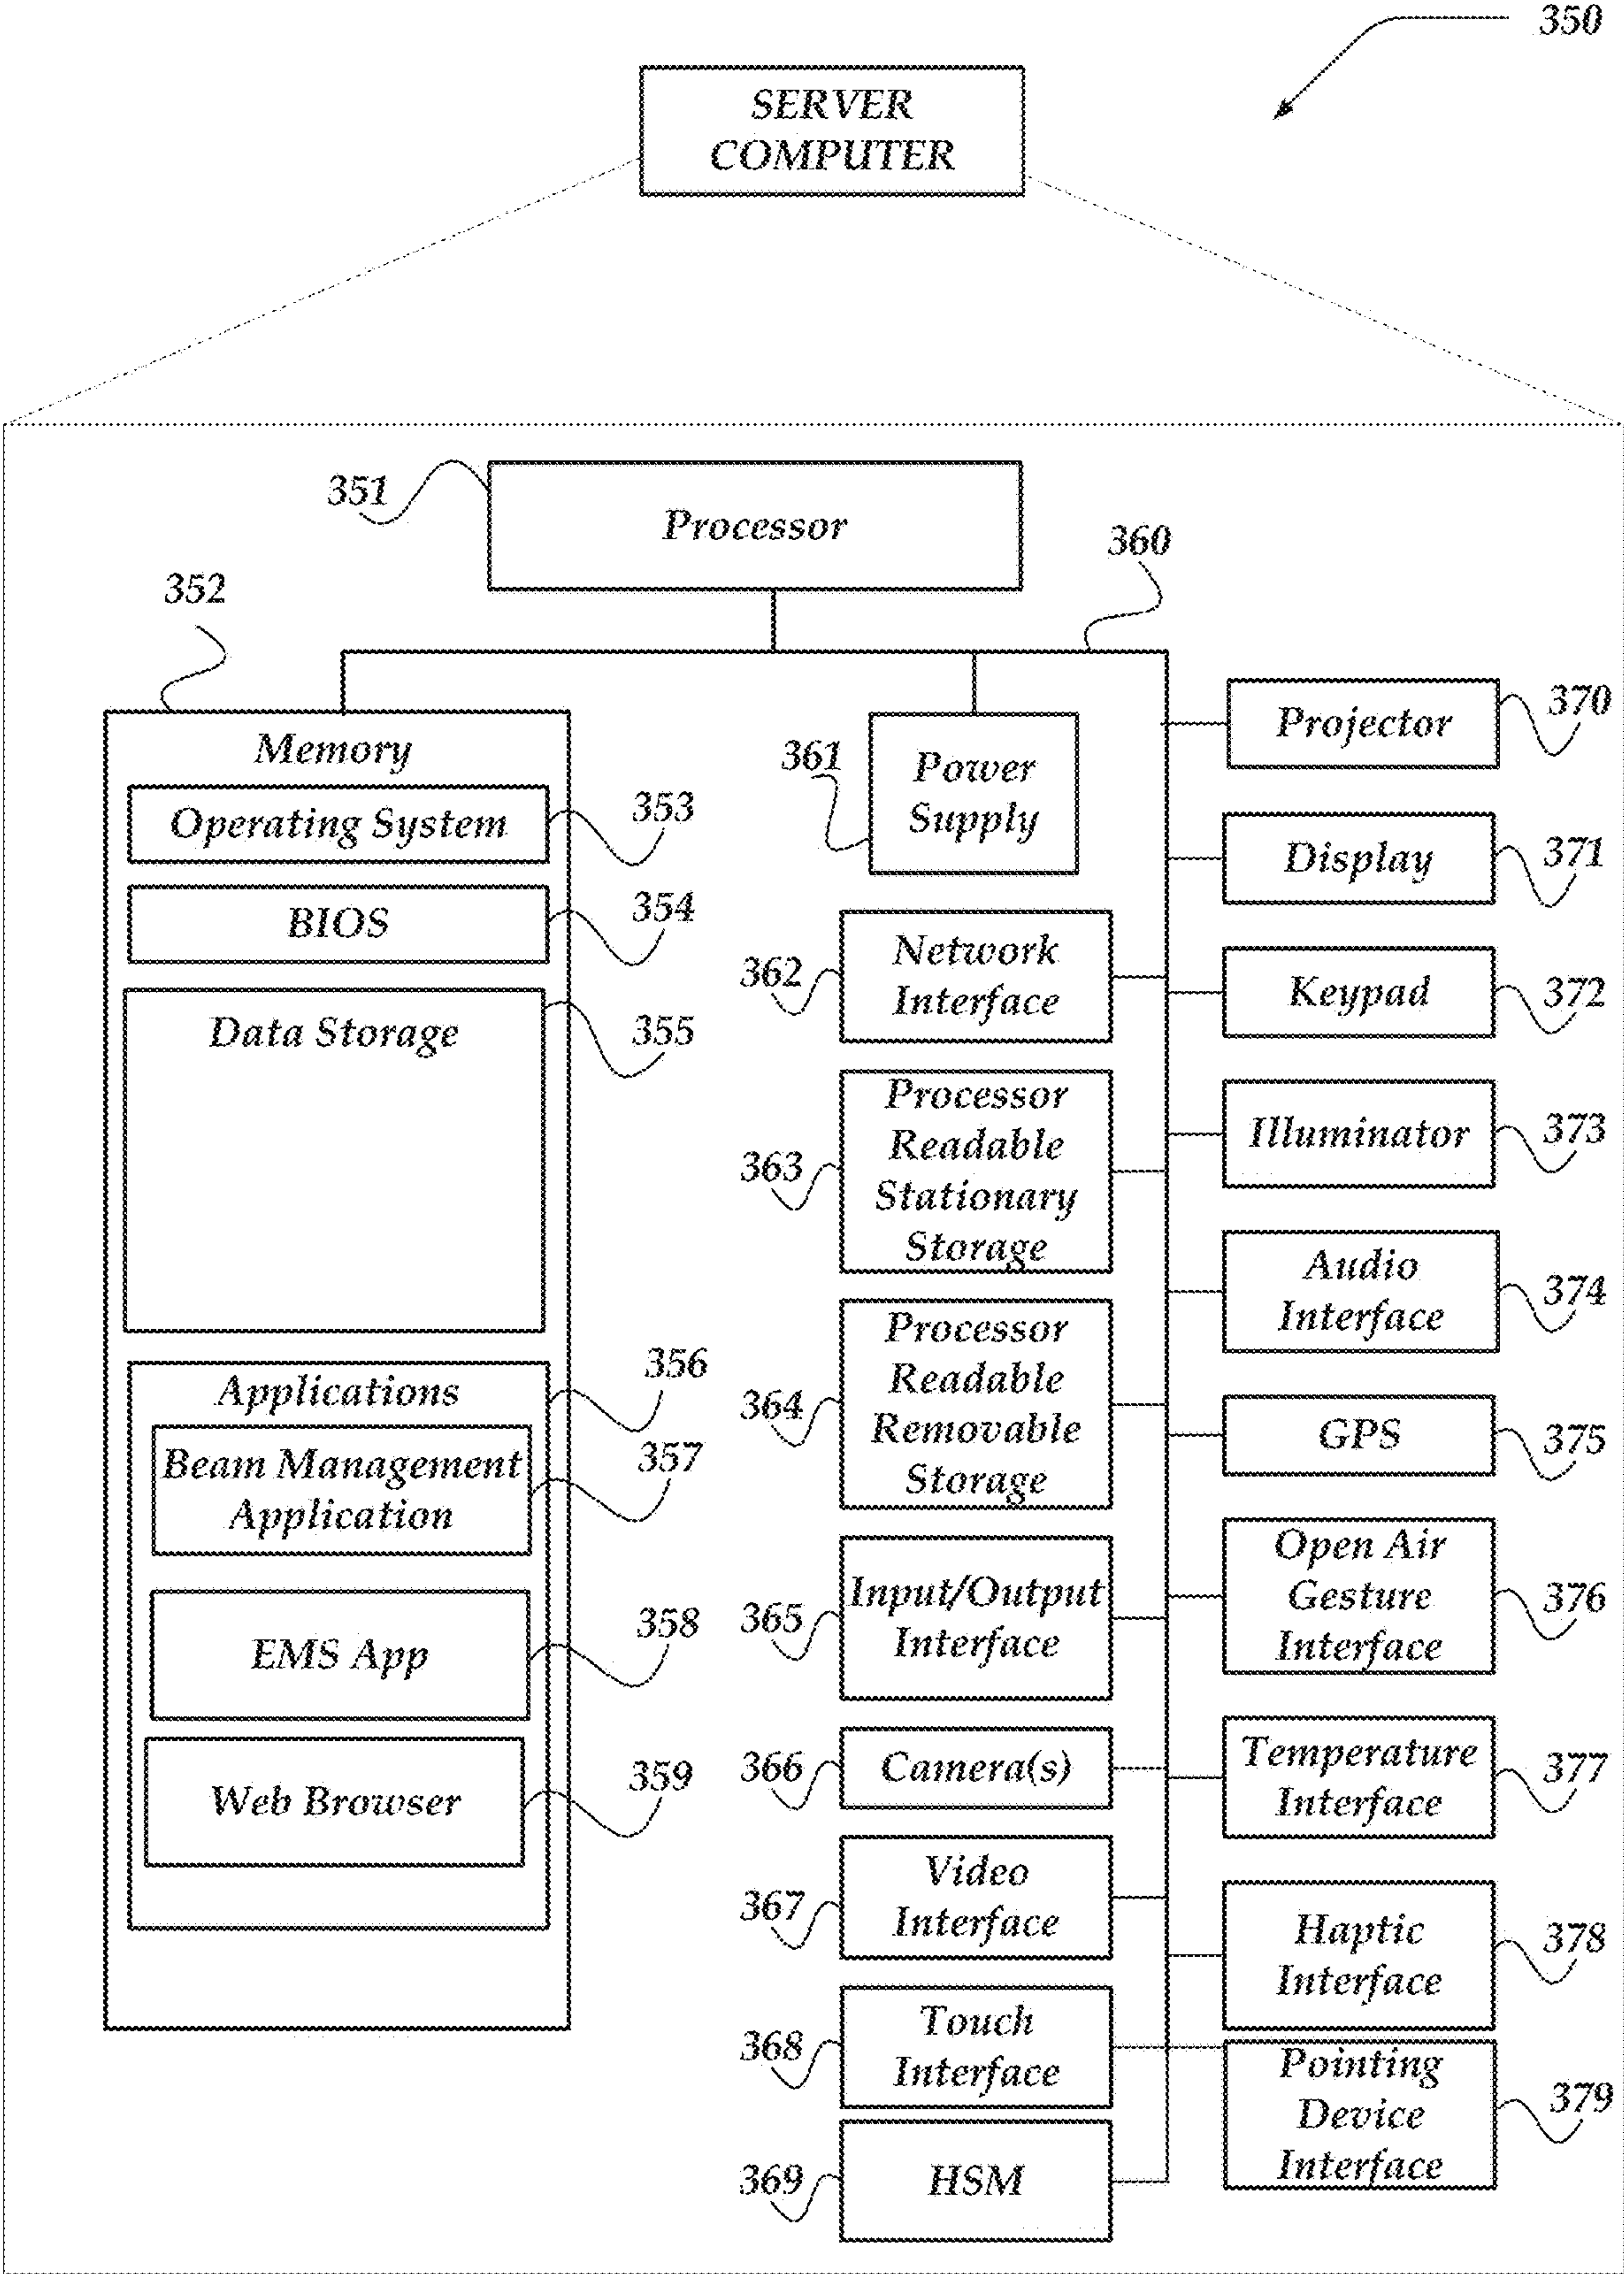 350
SERVER
COMPUTER
351
Processor
360
352
Memory
Operating System
353
BIOS
354
Data Storage
355
Applications
356
Beam Management
Application
357
EMS App
358
Web Browser
359
361
Power
Supply
362
Network
Interface
363
Processor
Readable
Stationary
Storage
364
Processor
Readable
Removable
Storage
365
Input/Output
Interface
366
Camera(s)
367
Video
Interface
368
Touch
Interface
369
HSM
Projector
370
Display
371
Keypad
372
Illuminator
373
Audio
Interface
374
GPS
375
Open Air
Gesture
Interface
376
Temperature
Interface
377
Haptic
Interface
378
Pointing
Device
Interface
379